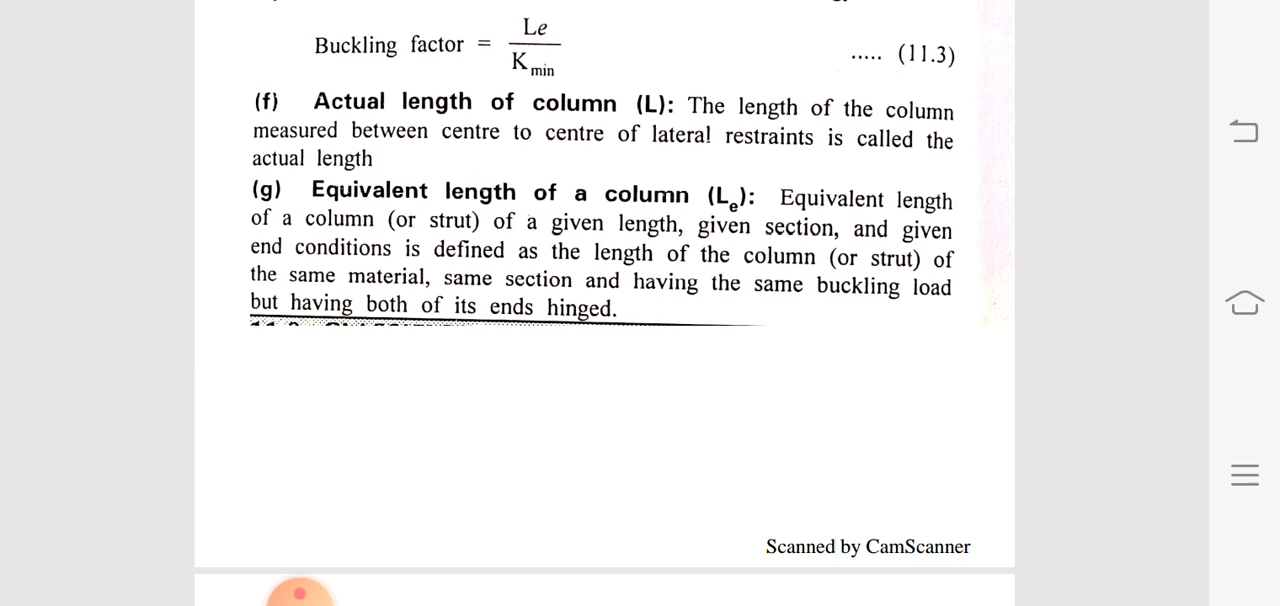 Buckling factor = Le / K min ..... (11.3)
(f) Actual length of column (L): The length of the column
measured between centre to centre of lateral restraints is called the
actual length
(g) Equivalent length of a column (Le): Equivalent length
of a column (or strut) of a given length, given section, and given
end conditions is defined as the length of the column (or strut) of
the same material, same section and having the same buckling load
but having both of its ends hinged.
Scanned by CamScanner